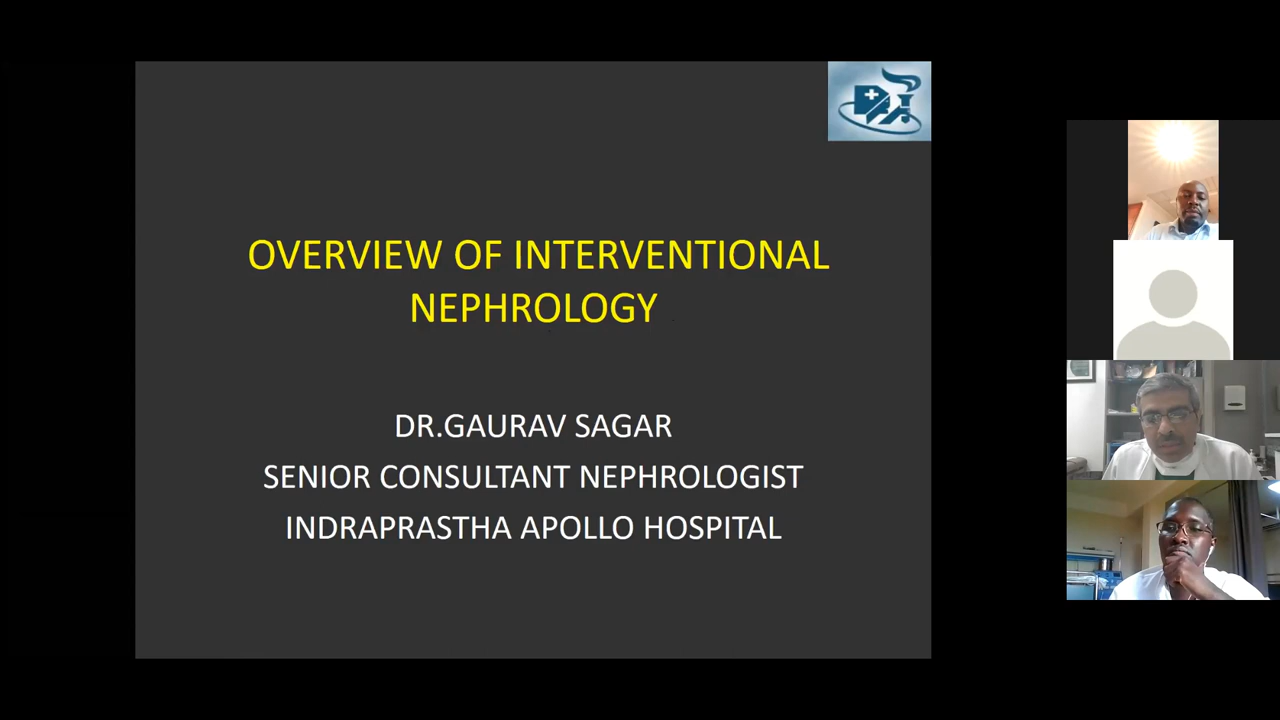 OVERVIEW OF INTERVENTIONAL
NEPHROLOGY
DR.GAURAV SAGAR
SENIOR CONSULTANT NEPHROLOGIST
INDRAPRASTHA APOLLO HOSPITAL